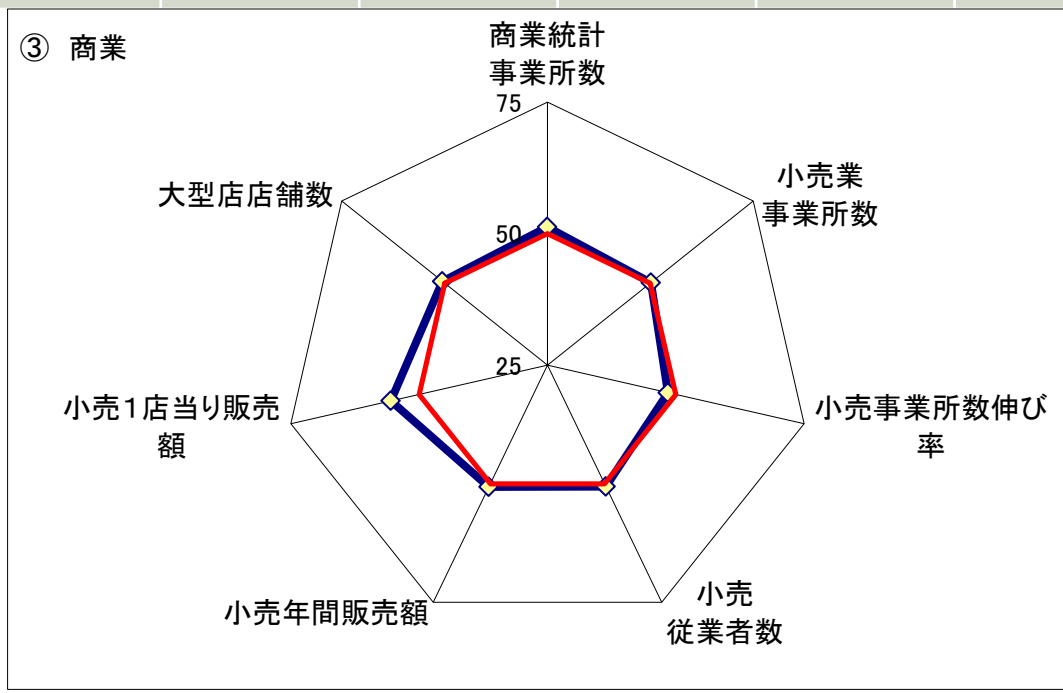 ③ 商業
商業統計
事業所数
75
小売業
事業所数
大型店店舗数
50
25
小売１店当り販売
額
小売事業所数伸び
率
小売年間販売額
小売
従業者数